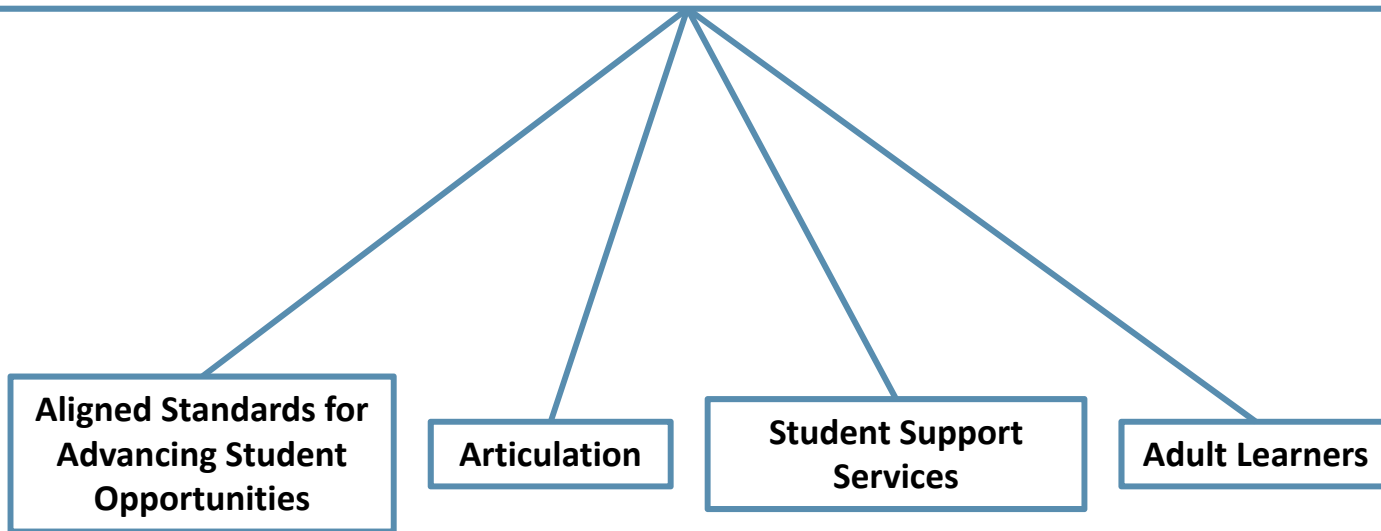 Aligned Standards for
Advancing Student
Opportunities
Articulation
Student Support
Services
Adult Learners